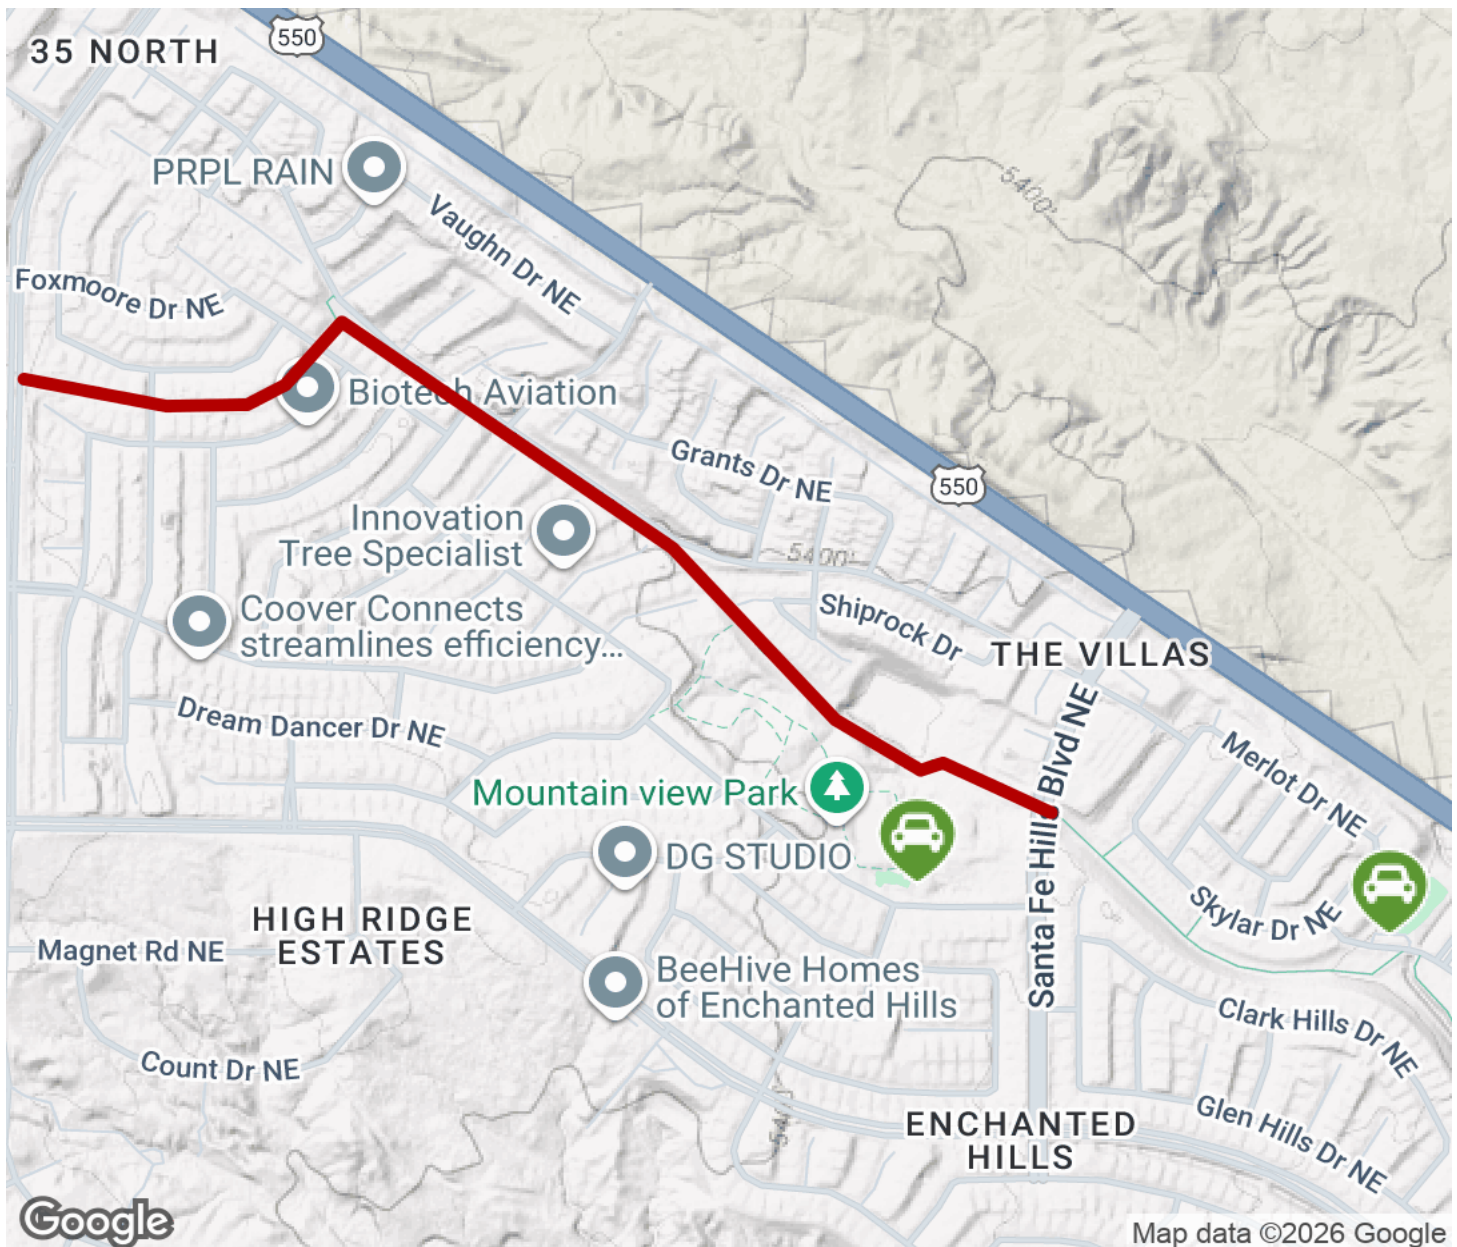 550
35 NORTH
PRPL RAIN
Vaughn Dr NE
5400'
Foxmoore Dr NE
Biotech Aviation
Grants Dr NE
550
Innovation
Tree Specialist
5400'
Coover Connects
streamlines efficiency...
Shiprock Dr
THE VILLAS
Dream Dancer Dr NE
Santa Fe Hills Blvd NE
Merlot Dr NE
Mountain view Park
DG STUDIO
HIGH RIDGE
ESTATES
Skylar Dr NE
Magnet Rd NE
BeeHive Homes
of Enchanted Hills
Clark Hills Dr NE
Count Dr NE
Glen Hills Dr NE
ENCHANTED
HILLS
Google
Map data ©2026 Google